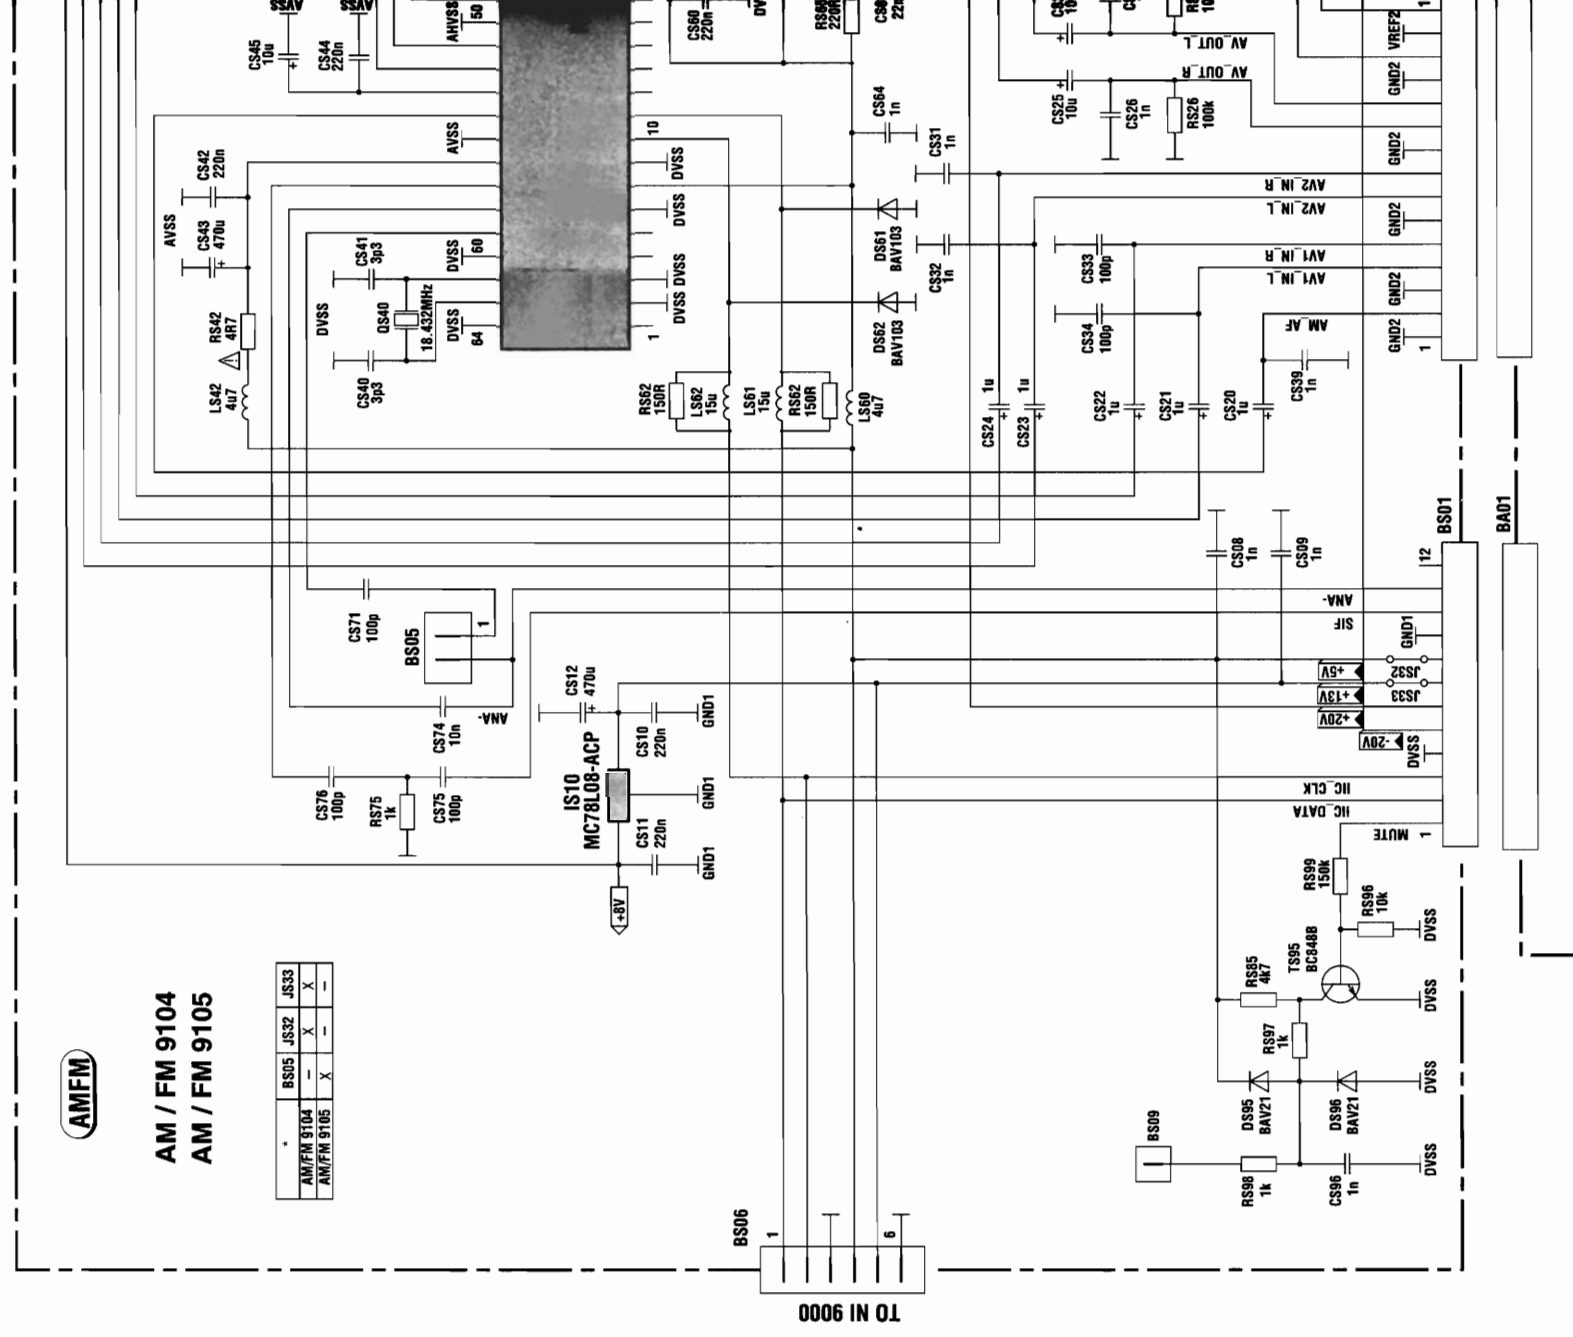 AVSS
AVSS
CS45
10u
CS44
220n
AHVSS
50
CS60
220n
RS65
220R
AV_OUT_L
AV_OUT_R
VREF2
GND2
CS25
10u
CS26
1n
RS26
100k
CS64
1n
CS31
1n
GND2
AVSS
10
DVSS
CS42
220n
AVSS
CS43
470u
AV2_IN_R
AV2_IN_L
GND2
DVSS
DS61
BAV103
CS32
1n
CS41
3p3
DVSS
60
DVSS
CS33
100p
AV1_IN_R
AV1_IN_L
GND2
RS42
4R7
DVSS
QS40
18.432MHz
DVSS
64
DVSS
1
DS62
BAV103
CS34
100p
AM_AF
GND2
1
LS42
4u7
CS40
3p3
RS62
150R
LS62
15u
LS61
15u
RS62
150R
LS60
4u7
CS24
1u
CS23
1u
CS22
1u
CS21
1u
CS20
1u
CS39
1n
BS01
BA01
CS08
1n
CS09
1n
12
CS71
100p
BS05
1
ANA-
SIF
GND1
+5V
JS32
+13V
JS33
+20V
-20V
DVSS
CS74
10n
ANA-
CS12
470u
CS10
220n
GND1
IS10
MC78L08-ACP
GND1
CS76
100p
RS75
1k
CS75
100p
CS11
220n
GND1
+8V
IIC_CLK
IIC_DATA
MUTE
1
RS99
150k
RS96
10k
DVSS
TS95
BC848B
RS85
4k7
DVSS
RS97
1k
DS95
BAV21
DS96
BAV21
DVSS
BS09
RS98
1k
CS96
1n
DVSS
AMFM
AM / FM 9104
AM / FM 9105
* BS05 JS32 JS33
AM/FM 9104 – X X
AM/FM 9105 X – –
BS06
1
6
TO NI 9000